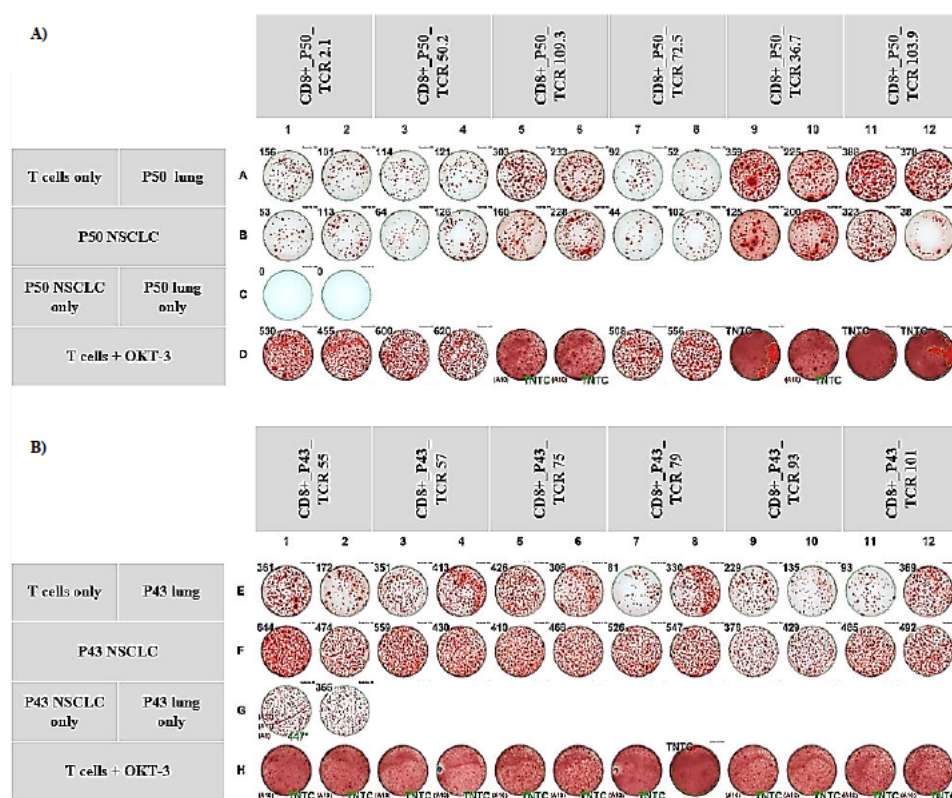 A)
CD8+_P50_
TCR 2.1
CD8+_P50_
TCR 50.2
CD8+_P50_
TCR 109.3
CD8+_P50_
TCR 72.5
CD8+_P50_
TCR 36.7
CD8+_P50_
TCR 103.9
1 2 3 4 5 6 7 8 9 10 11 12
T cells only P50 lung A 156 101 114 121 303 233 92 52 359 225 388 378
P50 NSCLC B 53 113 64 126 160 228 44 102 125 200 323 38
P50 NSCLC only P50 lung only C 0 0
T cells + OKT-3 D 530 455 600 620 TNTC TNTC 508 556 TNTC TNTC TNTC TNTC
B)
CD8+_P43_
TCR 55
CD8+_P43_
TCR 57
CD8+_P43_
TCR 75
CD8+_P43_
TCR 79
CD8+_P43_
TCR 93
CD8+_P43_
TCR 101
1 2 3 4 5 6 7 8 9 10 11 12
T cells only P43 lung E 361 172 351 413 426 306 81 330 229 135 93 369
P43 NSCLC F 644 474 559 430 410 468 526 547 378 429 485 492
P43 NSCLC only P43 lung only G 447* 366
T cells + OKT-3 H TNTC TNTC TNTC TNTC TNTC TNTC TNTC TNTC TNTC TNTC TNTC TNTC